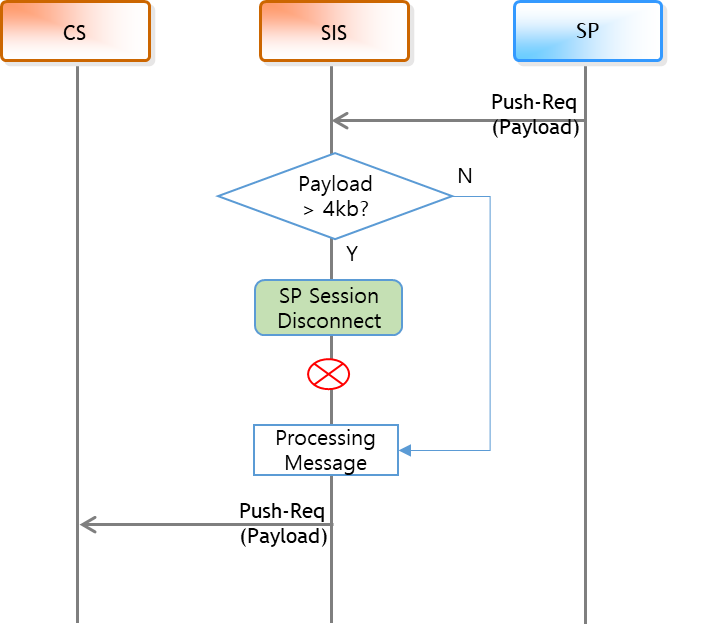 CS
SIS
SP
Push-Req
(Payload)
Payload
> 4kb?
N
Y
SP Session
Disconnect
Processing
Message
Push-Req
(Payload)